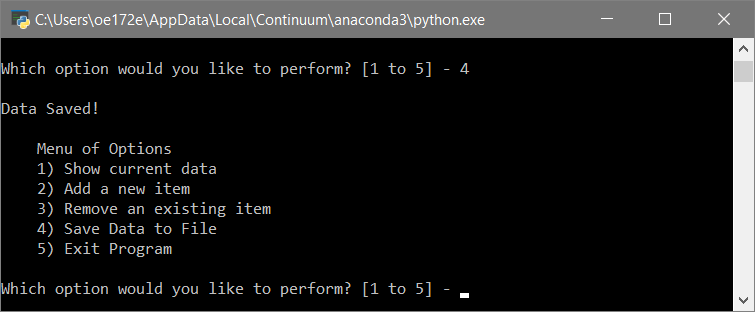 C:\Users\oe172e\AppData\Local\Continuum\anaconda3\python.exe
Which option would you like to perform? [1 to 5] - 4
Data Saved!
Menu of Options
1) Show current data
2) Add a new item
3) Remove an existing item
4) Save Data to File
5) Exit Program
Which option would you like to perform? [1 to 5] -